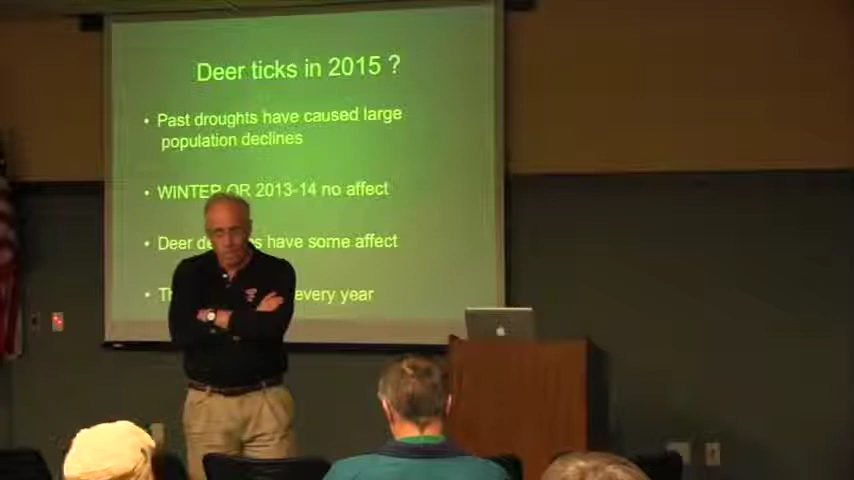 Deer ticks in 2015 ?
• Past droughts have caused large
population declines
• WINTER OR 2013-14 no affect
• Deer have some affect
• every year